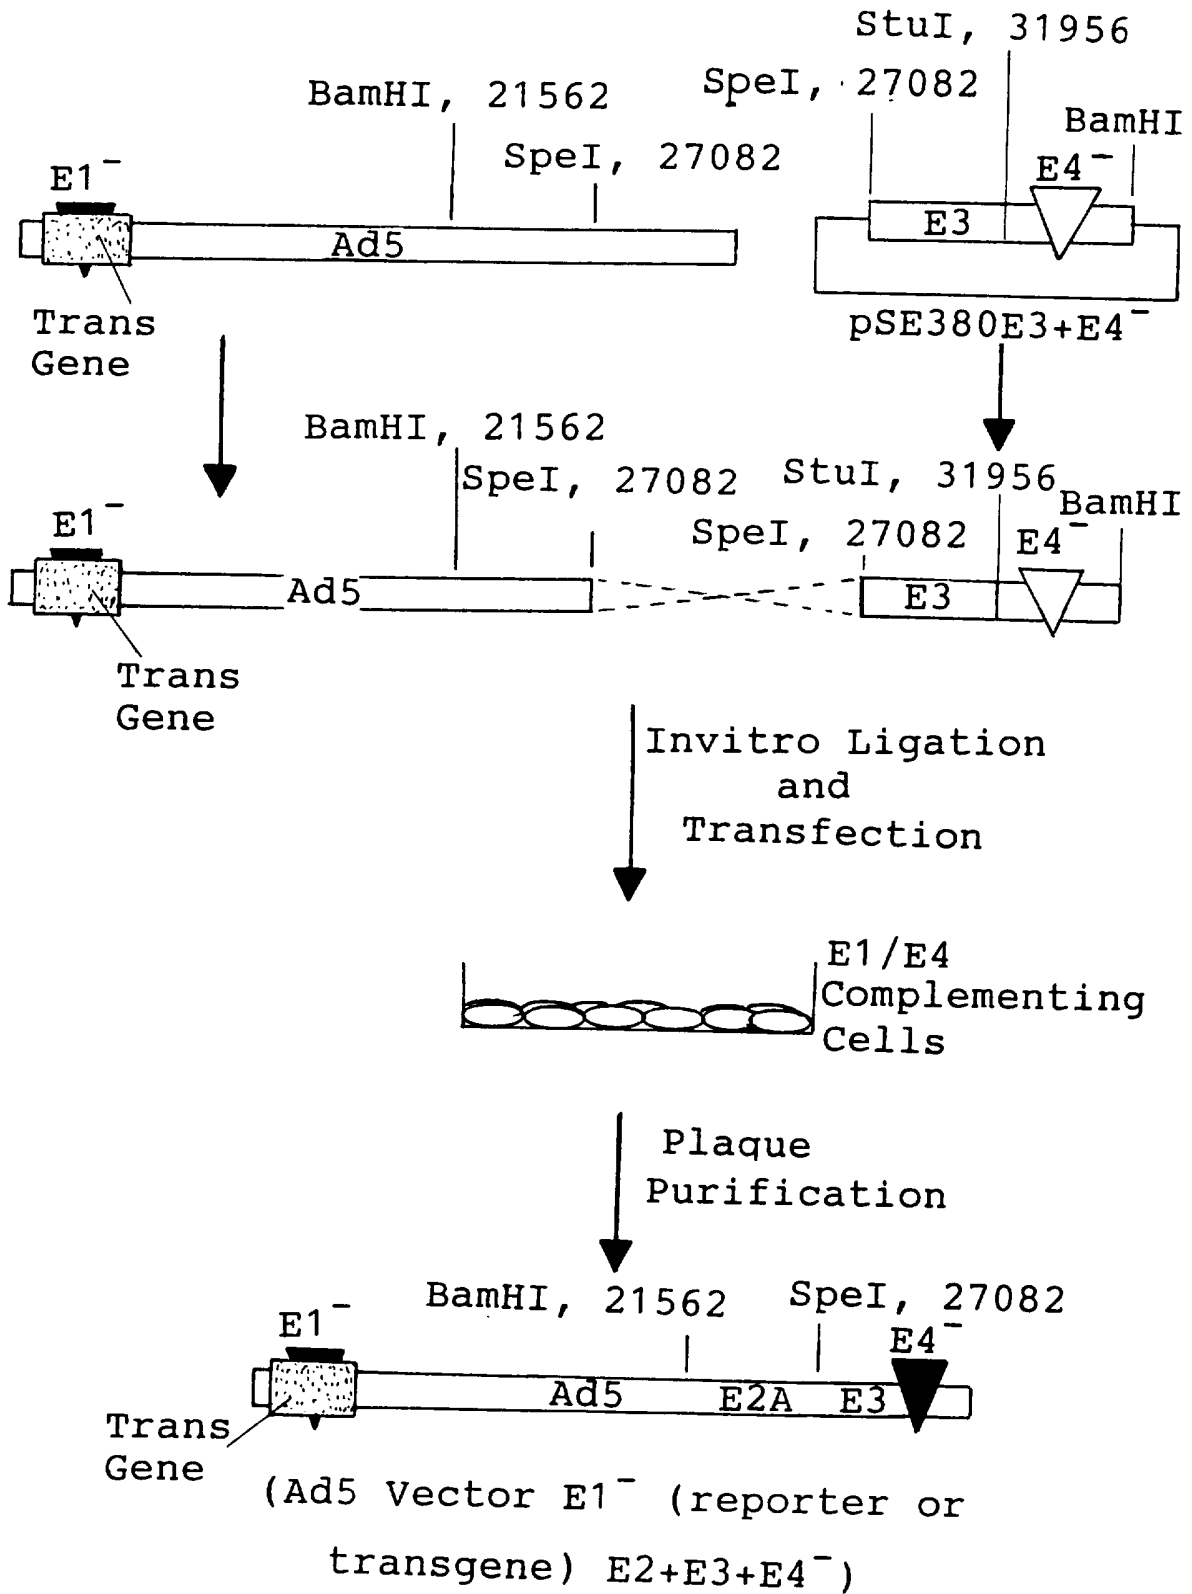 StuI, 31956
SpeI, 27082
BamHI, 21562
BamHI
SpeI, 27082
E4⁻
E1⁻
E3
Ad5
Trans
Gene
pSE380E3+E4⁻
BamHI, 21562
SpeI, 27082
StuI, 31956
BamHI
SpeI, 27082
E1⁻
E4⁻
Ad5
E3
Trans
Gene
Invitro Ligation
and
Transfection
E1/E4
Complementing
Cells
Plaque
Purification
BamHI, 21562
SpeI, 27082
E1⁻
E4⁻
Ad5
E2A
E3
Trans
Gene
(Ad5 Vector E1⁻ (reporter or
transgene) E2+E3+E4⁻)